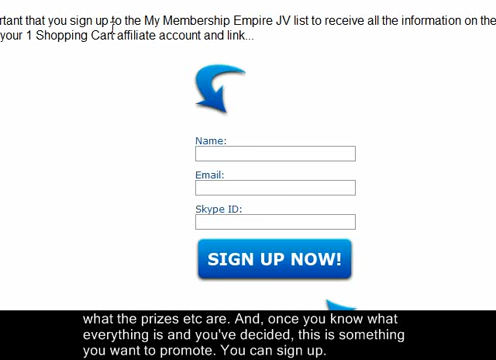 rtant that you sign up to the My Membership Empire JV list to receive all the information on the
your 1 Shopping Cart affiliate account and link...
Name:
Email:
Skype ID:
SIGN UP NOW!
what the prizes etc are. And, once you know what
everything is and you've decided, this is something
you want to promote. You can sign up.